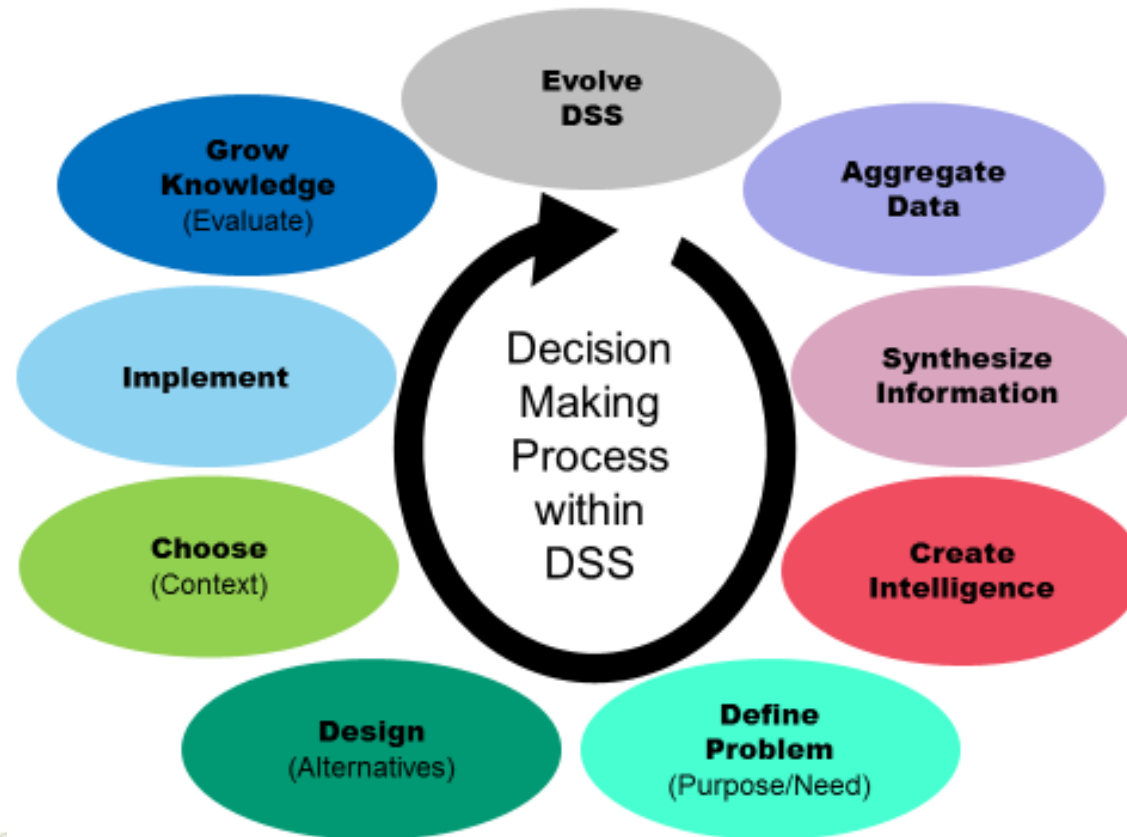 Evolve
DSS
Aggregate
Data
Synthesize
Information
Create
Intelligence
Define
Problem
(Purpose/Need)
Design
(Alternatives)
Choose
(Context)
Implement
Grow
Knowledge
(Evaluate)
Decision
Making
Process
within
DSS